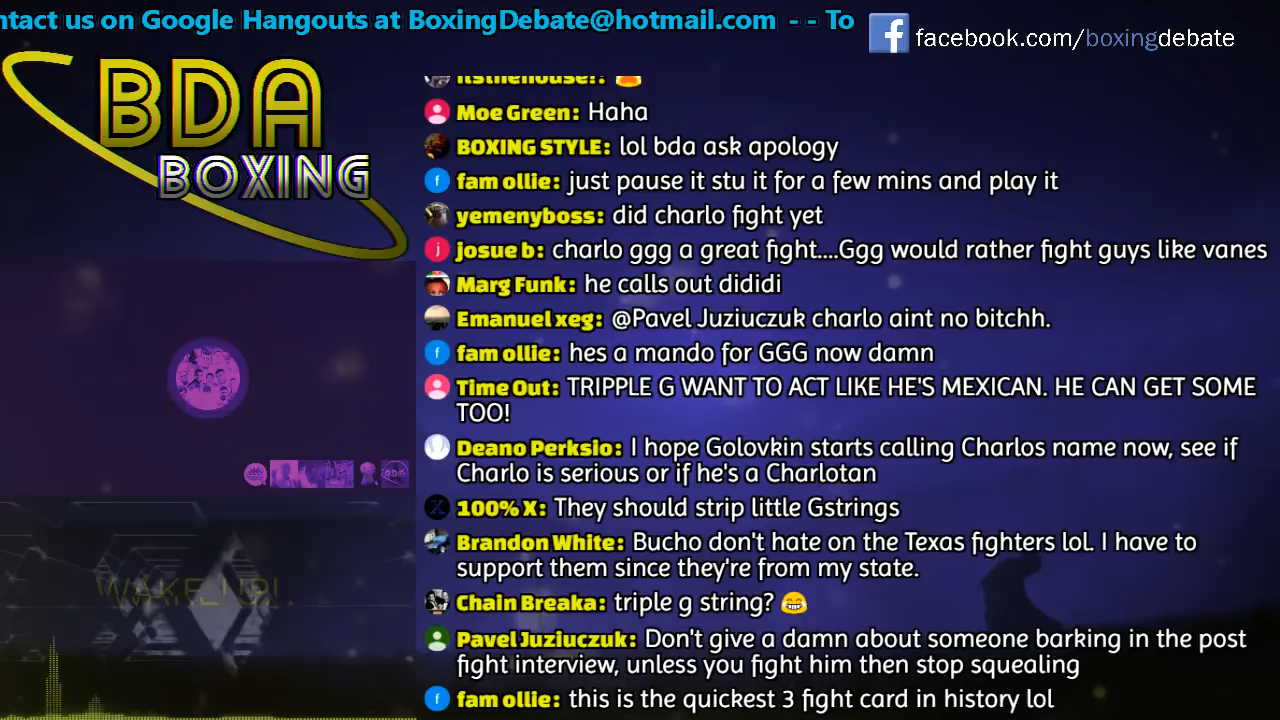 ntact us on Google Hangouts at BoxingDebate@hotmail.com - - To
facebook.com/boxingdebate
BDA
BOXING
itsthehouse!!
Moe Green: Haha
BOXING STYLE: lol bda ask apology
fam ollie: just pause it stu it for a few mins and play it
yemenyboss: did charlo fight yet
josue b: charlo ggg a great fight....Ggg would rather fight guys like vanes
Marg Funk: he calls out dididi
Emanuel xeg: @Pavel Juziuczuk charlo aint no bitchh.
fam ollie: hes a mando for GGG now damn
Time Out: TRIPPLE G WANT TO ACT LIKE HE'S MEXICAN. HE CAN GET SOME
TOO!
Deano Perksio: I hope Golovkin starts calling Charlos name now, see if
Charlo is serious or if he's a Charlotan
100% X: They should strip little Gstrings
Brandon White: Bucho don't hate on the Texas fighters lol. I have to
support them since they're from my state.
Chain Breaka: triple g string? 😂
Pavel Juziuczuk: Don't give a damn about someone barking in the post
fight interview, unless you fight him then stop squealing
fam ollie: this is the quickest 3 fight card in history lol
WAKE UP!